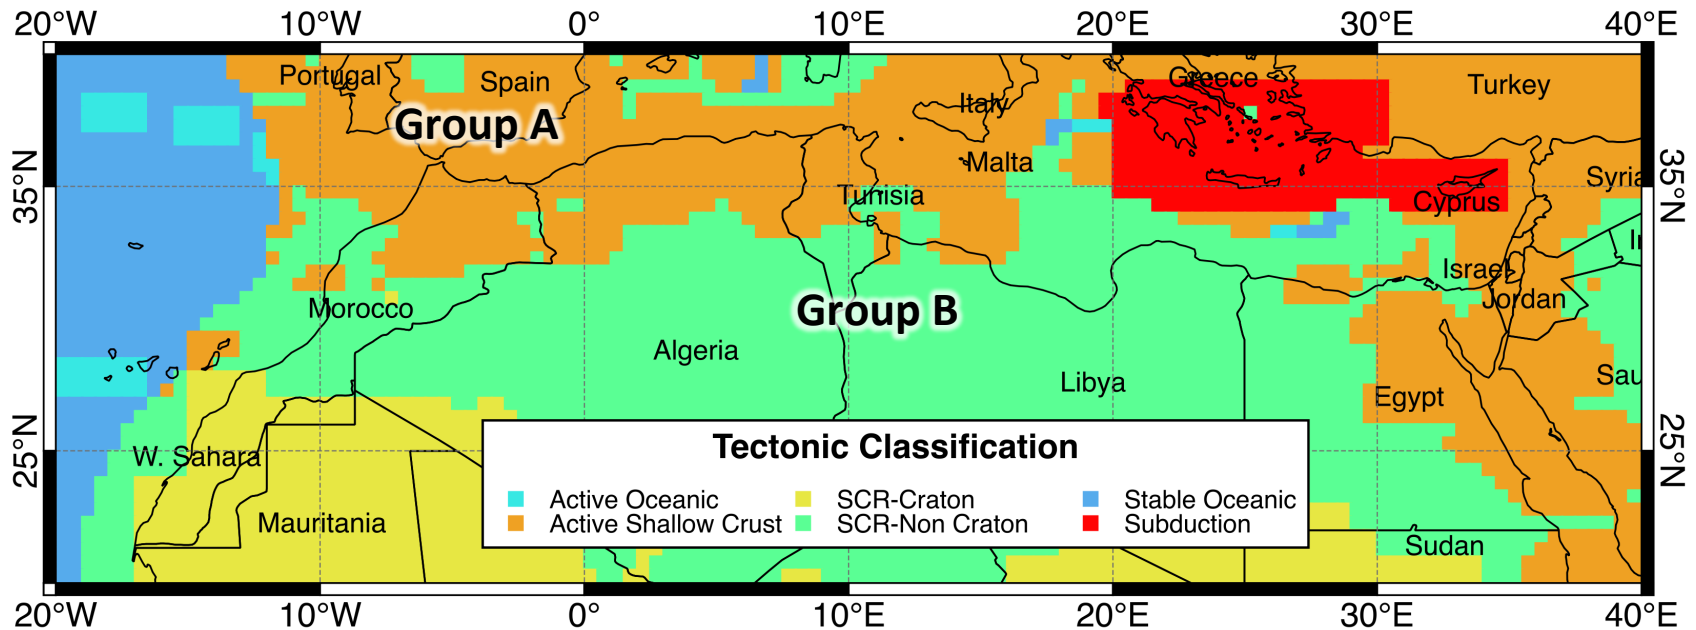 20°W 10°W 0° 10°E 20°E 30°E 40°E
Portugal Spain Italy Greece Turkey
Group A
35°N Malta Tunisia Cyprus Syria 35°N
Israel
Morocco Group B Jordan
Algeria Libya Egypt Sau
25°N W. Sahara 25°N
Mauritania Sudan
Tectonic Classification
Active Oceanic SCR-Craton Stable Oceanic
Active Shallow Crust SCR-Non Craton Subduction
20°W 10°W 0° 10°E 20°E 30°E 40°E